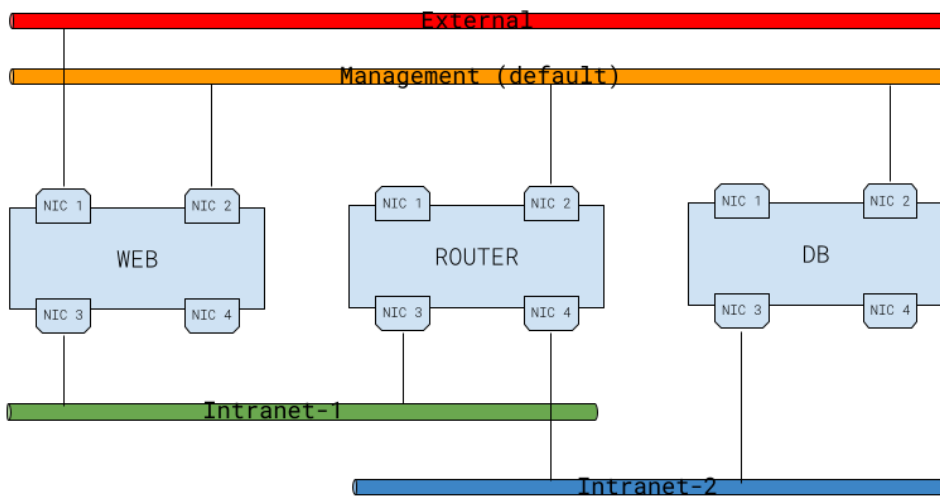 External
Management (default)
NIC 1
NIC 2
WEB
NIC 3
NIC 4
NIC 1
NIC 2
ROUTER
NIC 3
NIC 4
NIC 1
NIC 2
DB
NIC 3
NIC 4
Intranet-1
Intranet-2